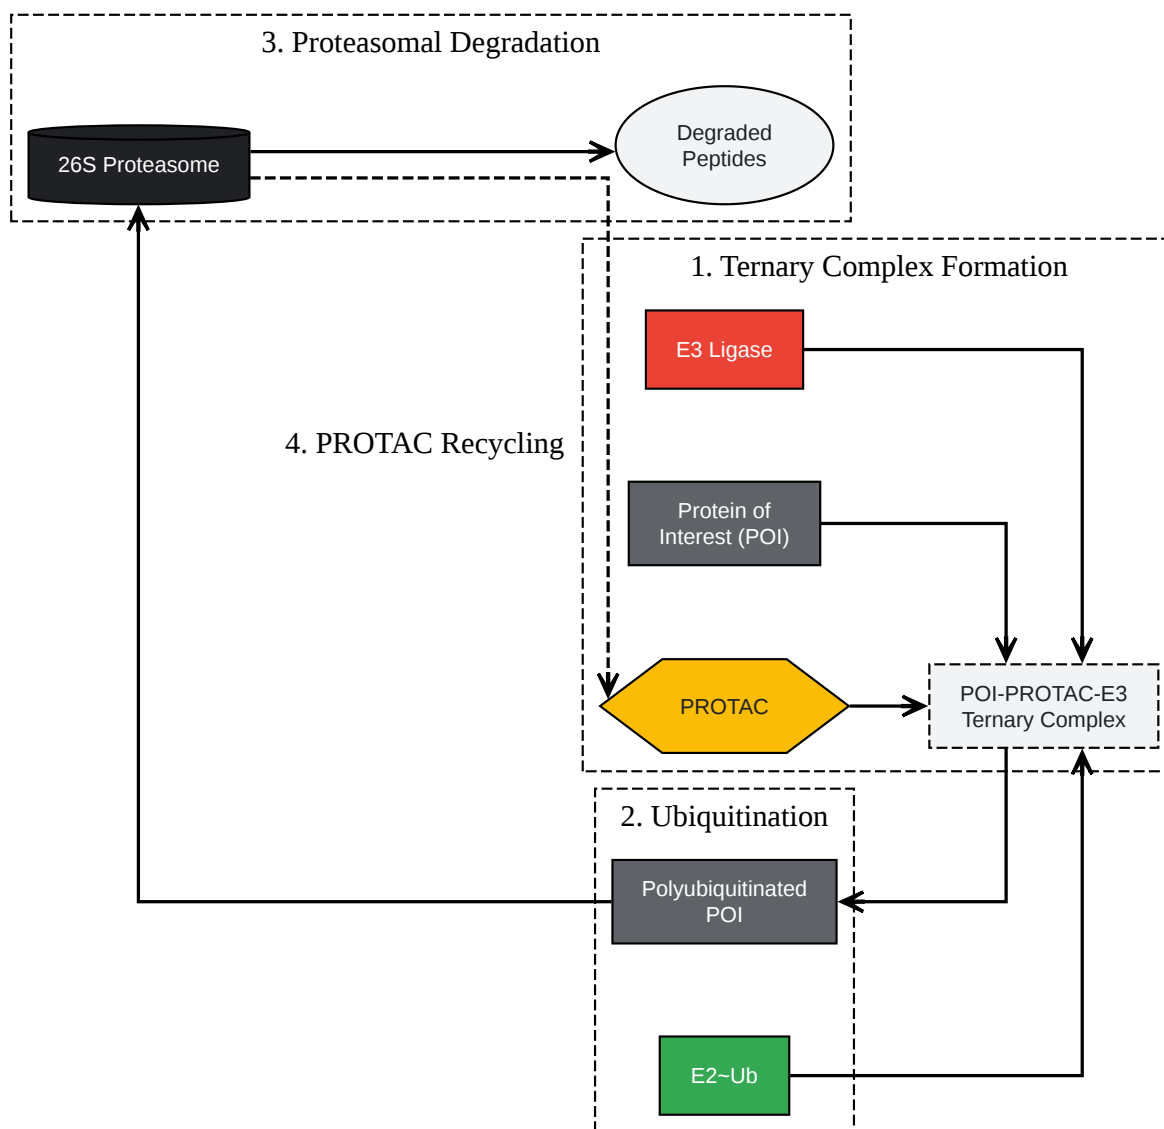 3. Proteasomal Degradation
26S Proteasome
Degraded
Peptides
1. Ternary Complex Formation
E3 Ligase
4. PROTAC Recycling
Protein of
Interest (POI)
PROTAC
POI-PROTAC-E3
Ternary Complex
2. Ubiquitination
Polyubiquitinated
POI
E2~Ub